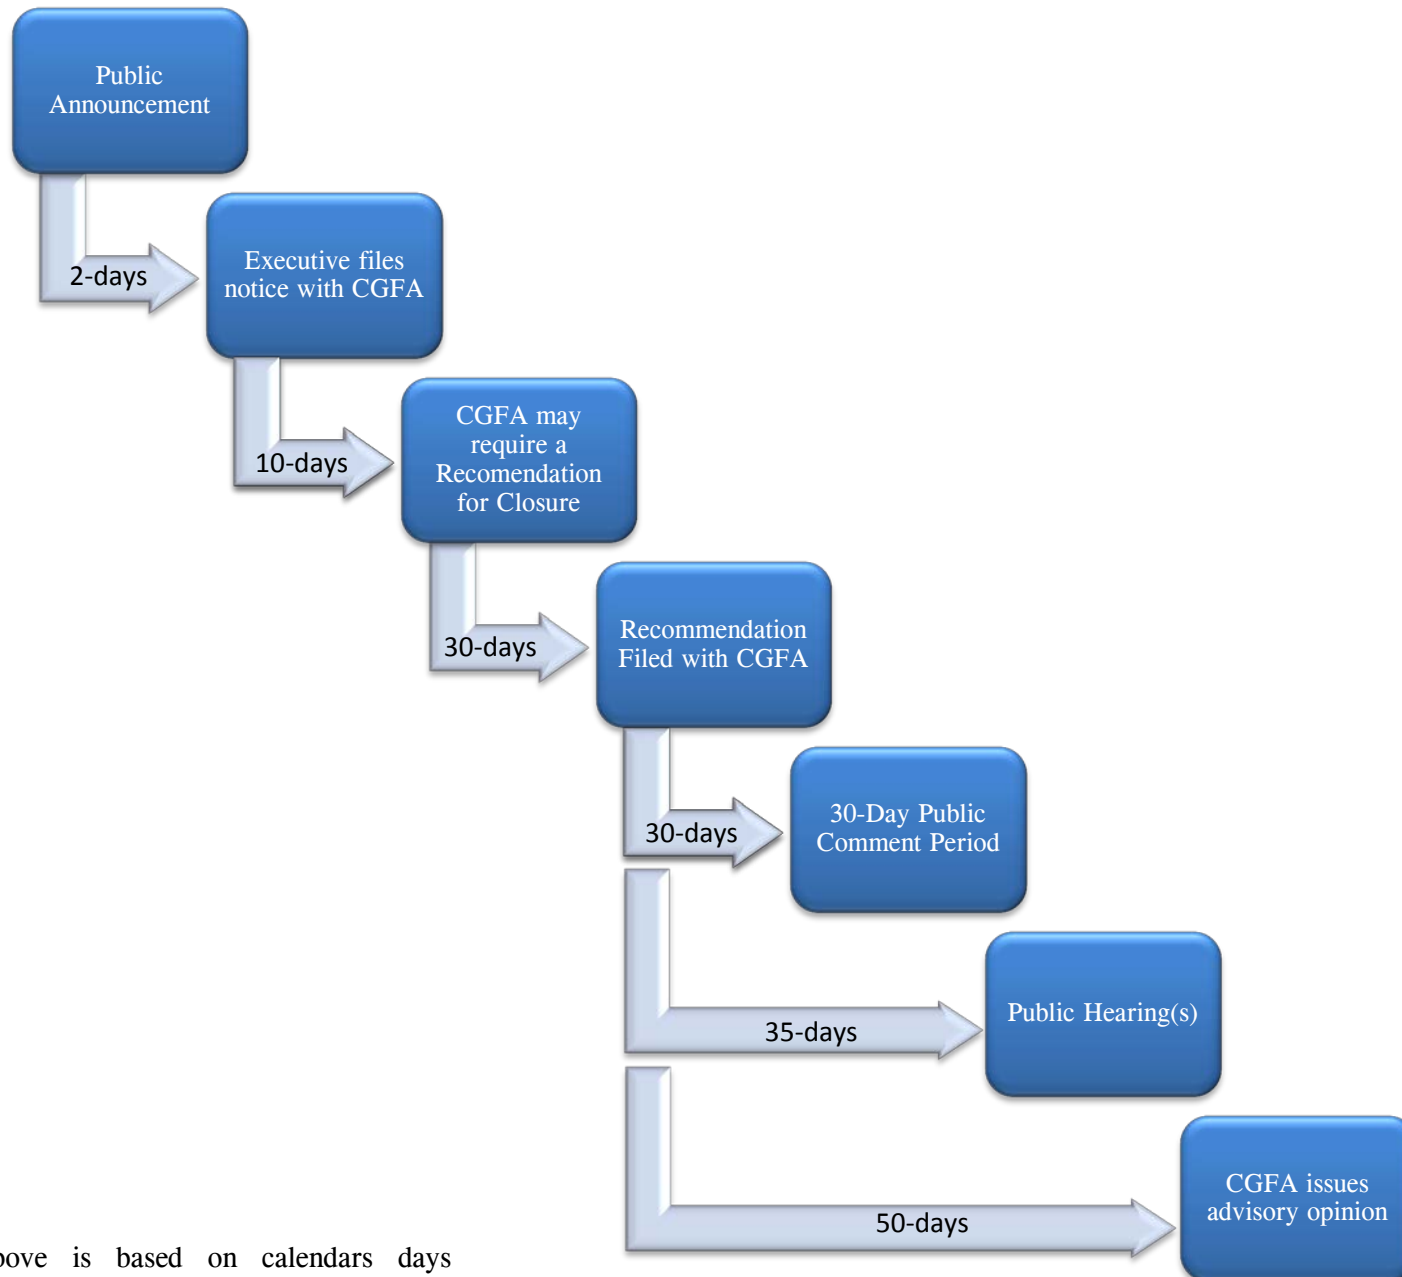 Public
Announcement
2-days
Executive files
notice with CGFA
10-days
CGFA may
require a
Recomendation
for Closure
30-days
Recommendation
Filed with CGFA
30-days
30-Day Public
Comment Period
35-days
Public Hearing(s)
50-days
CGFA issues
advisory opinion
is based on calendars days